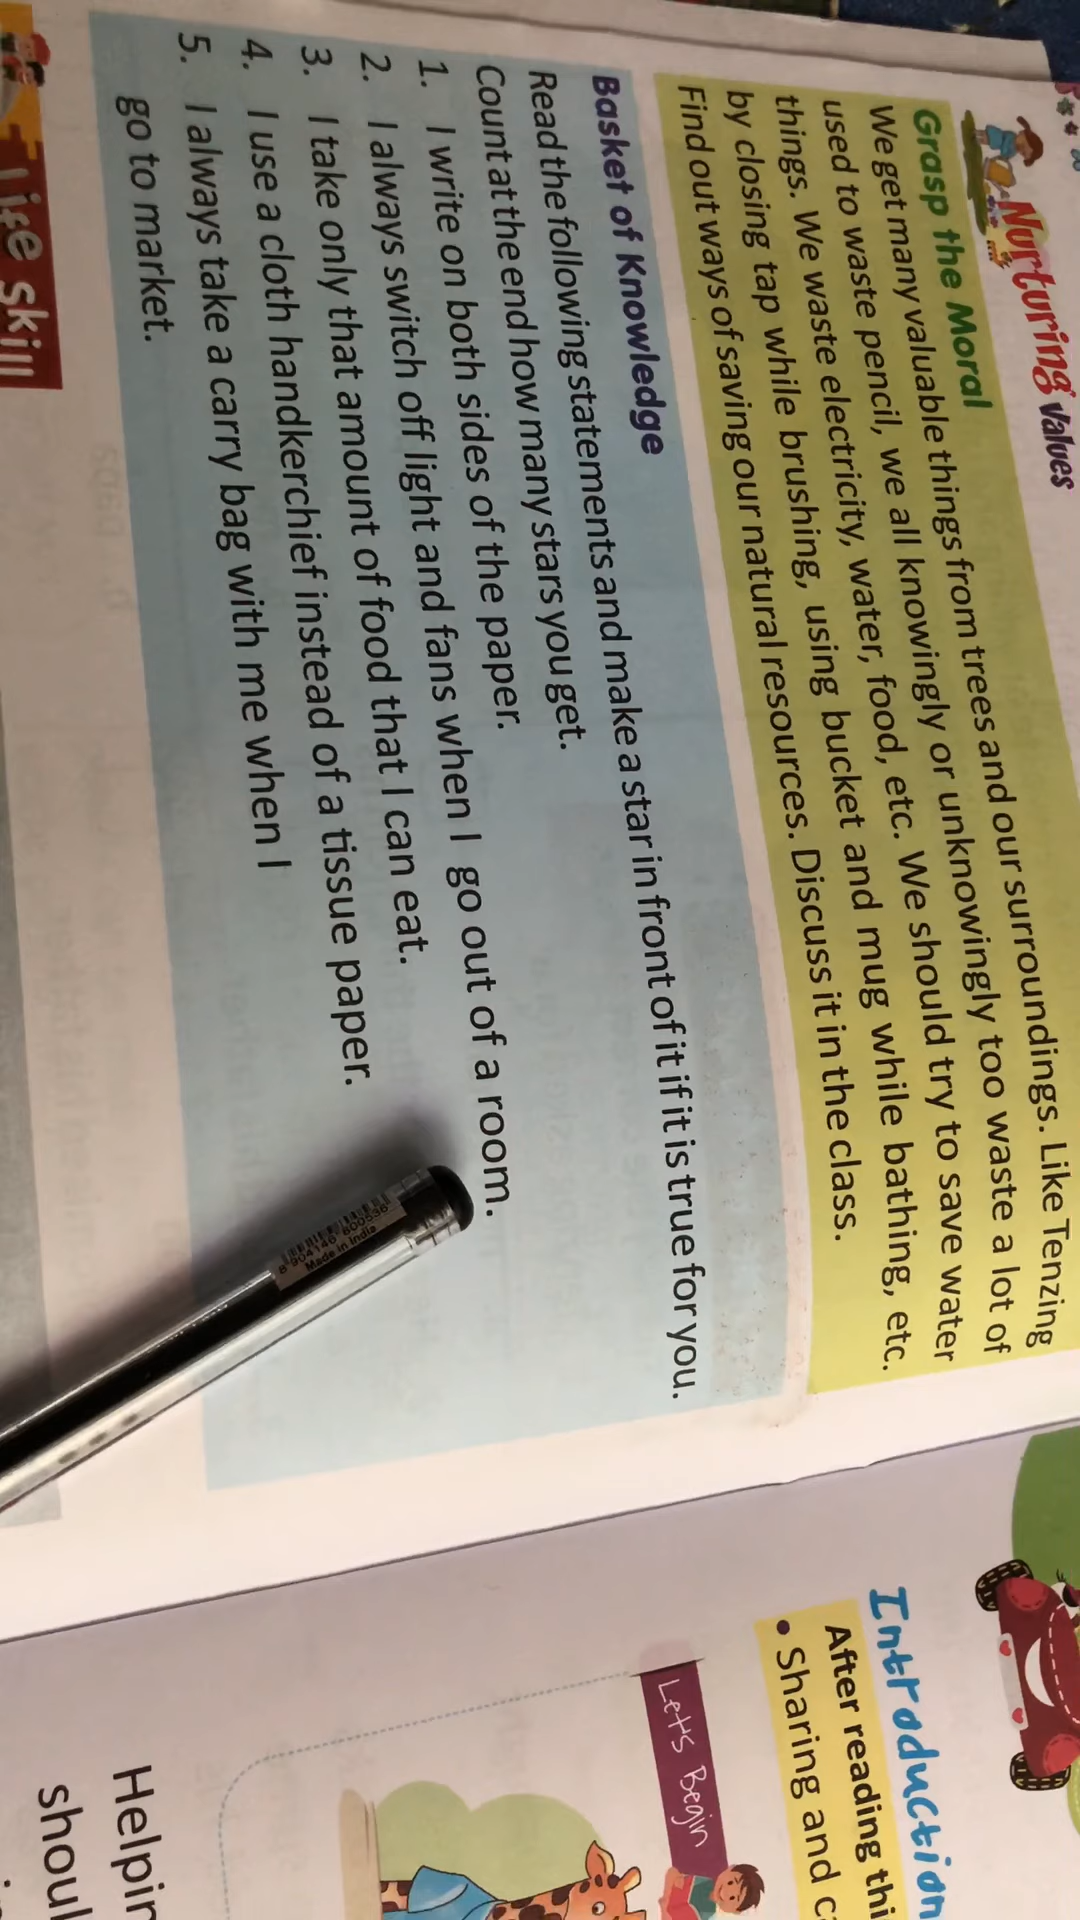 Nurturing Values
Grasp the Moral
We get many valuable things from trees and our surroundings. Like Tenzing
used to waste pencil, we all knowingly or unknowingly too waste a lot of
things. We waste electricity, water, food, etc. We should try to save water
by closing tap while brushing, using bucket and mug while bathing, etc.
Find out ways of saving our natural resources. Discuss it in the class.
Basket of Knowledge
Read the following statements and make a star in front of it if it is true for you.
Count at the end how many stars you get.
1. I write on both sides of the paper.
2. I always switch off light and fans when I go out of a room.
3. I take only that amount of food that I can eat.
4. I use a cloth handkerchief instead of a tissue paper.
5. I always take a carry bag with me when I
go to market.
Life skill
8 904146 800536
Made in India
Introduction
After reading thi
• Sharing and c
Let's Begin
Helpin
shoul